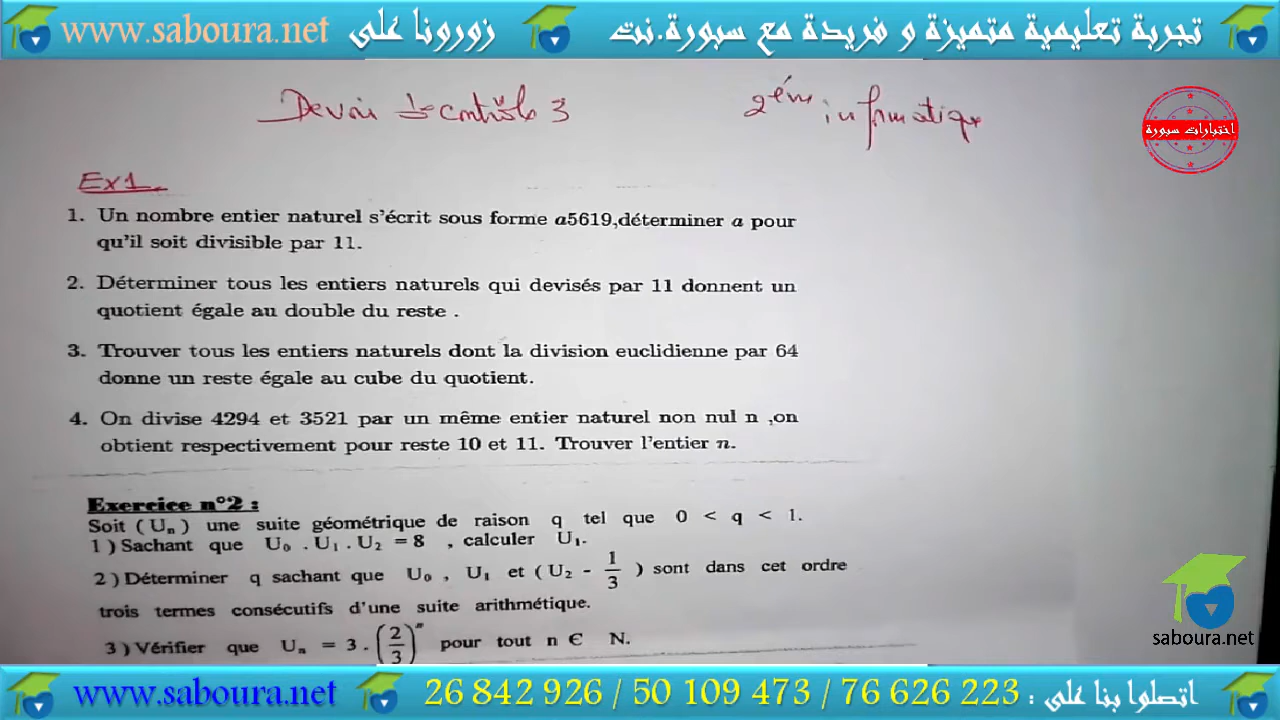 www.saboura.net زورونا على تجربة تعليمية متميزة و فريدة مع سبورة.نت
Devoir de contrôle 3 2ème informatique
اختبارات سبورة
Ex1
1. Un nombre entier naturel s'écrit sous forme a5619,déterminer a pour
qu'il soit divisible par 11.
2. Déterminer tous les entiers naturels qui devisés par 11 donnent un
quotient égale au double du reste .
3. Trouver tous les entiers naturels dont la division euclidienne par 64
donne un reste égale au cube du quotient.
4. On divise 4294 et 3521 par un même entier naturel non nul n ,on
obtient respectivement pour reste 10 et 11. Trouver l'entier n.
Exercice n°2 :
Soit ( Uₙ ) une suite géométrique de raison q tel que 0 < q < 1.
1 ) Sachant que U₀ . U₁ . U₂ = 8 , calculer U₁.
2 ) Déterminer q sachant que U₀ , U₁ et ( U₂ - 1/3 ) sont dans cet ordre
trois termes consécutifs d'une suite arithmétique.
3 ) Vérifier que Uₙ = 3 . (2/3)ⁿ pour tout n Є N.
saboura.net
www.saboura.net 26 842 926 / 50 109 473 / 76 626 223 : اتصلوا بنا على